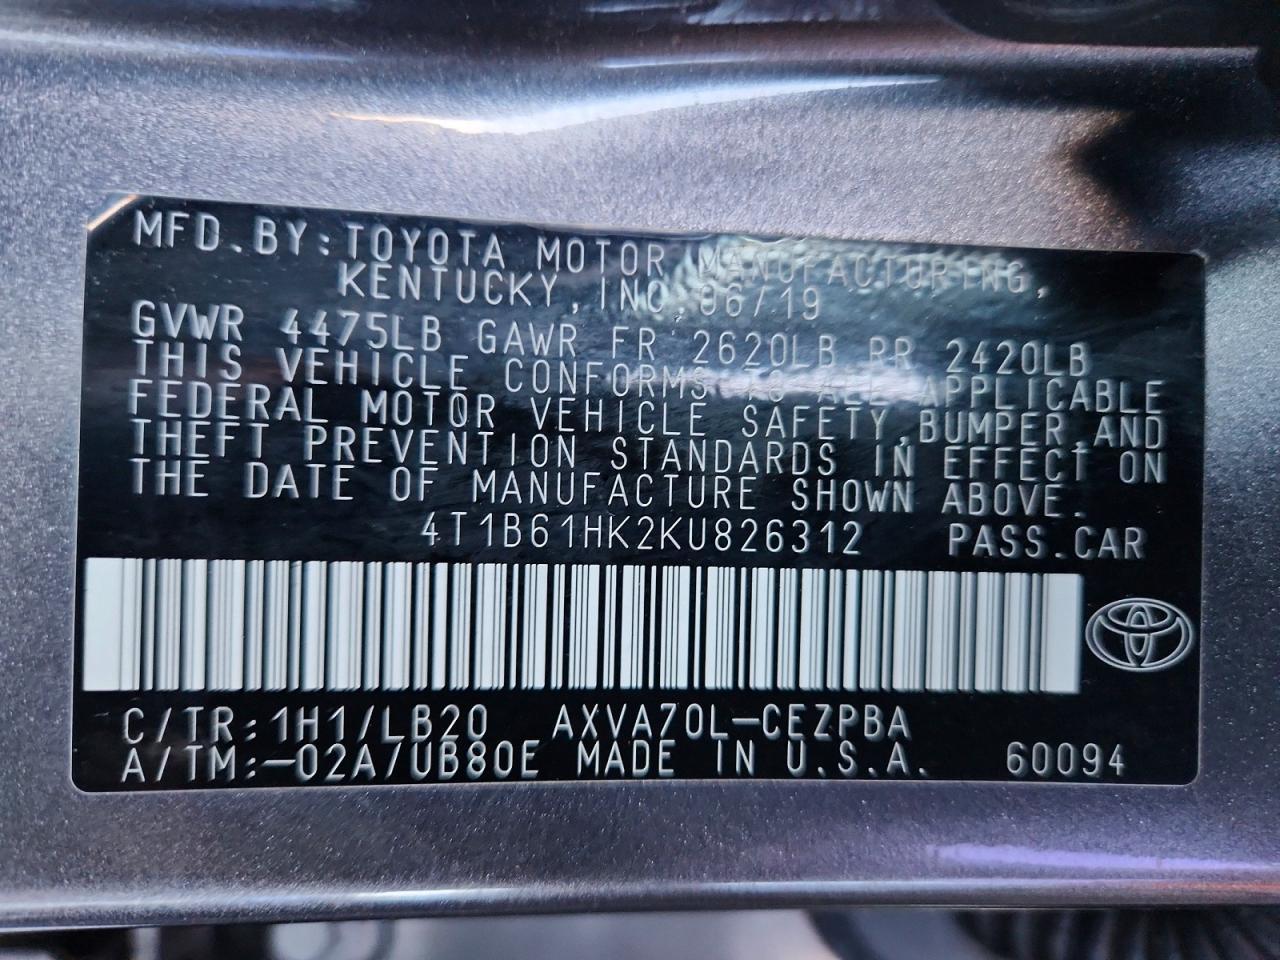 MFD.BY:TOYOTA MOTOR MANUFACTURING,
KENTUCKY,INC.06/19
GVWR 4475LB GAWR FR 2620LB RR 2420LB
THIS VEHICLE CONFORMS TO ALL APPLICABLE
FEDERAL MOTOR VEHICLE SAFETY,BUMPER,AND
THEFT PREVENTION STANDARDS IN EFFECT ON
THE DATE OF MANUFACTURE SHOWN ABOVE.
4T1B61HK2KU826312 PASS.CAR
C/TR:1H1/LB20 AXVA70L-CEZPBA
A/TM:-02A/UB80E MADE IN U.S.A. 60094